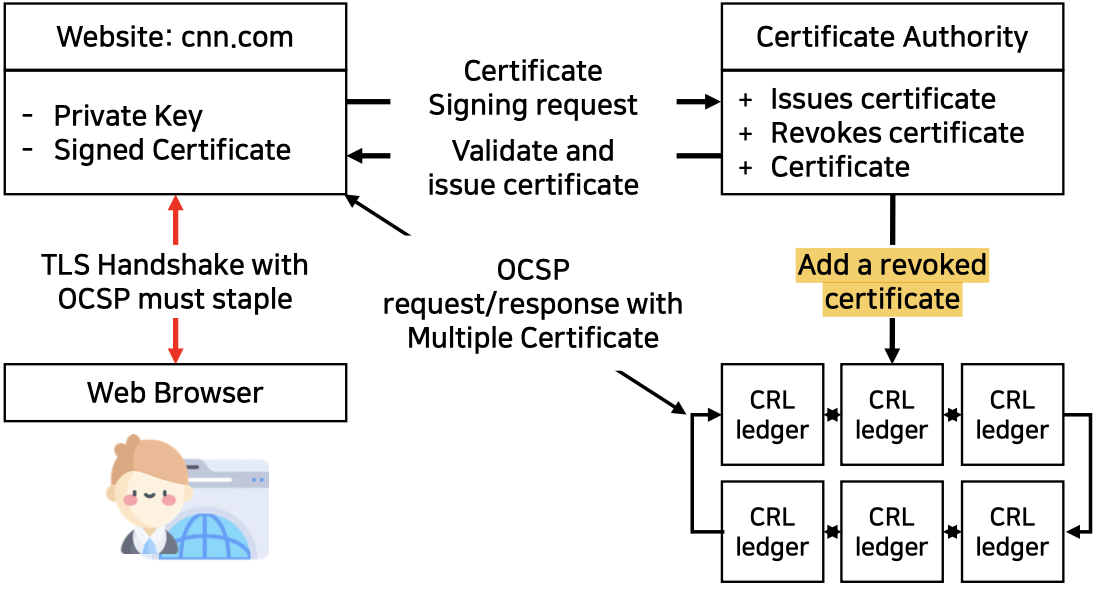 Website: cnn.com
- Private Key
- Signed Certificate
Certificate
Signing request
Validate and
issue certificate
Certificate Authority
+ Issues certificate
+ Revokes certificate
+ Certificate
TLS Handshake with
OCSP must staple
OCSP
request/response with
Multiple Certificate
Add a revoked
certificate
Web Browser
CRL
ledger
CRL
ledger
CRL
ledger
CRL
ledger
CRL
ledger
CRL
ledger